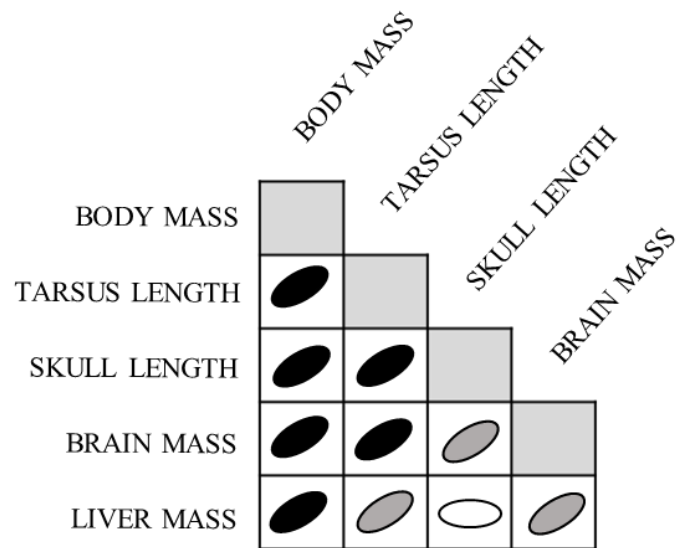 BODY MASS
TARSUS LENGTH
SKULL LENGTH
BRAIN MASS
BODY MASS
TARSUS LENGTH
SKULL LENGTH
BRAIN MASS
LIVER MASS